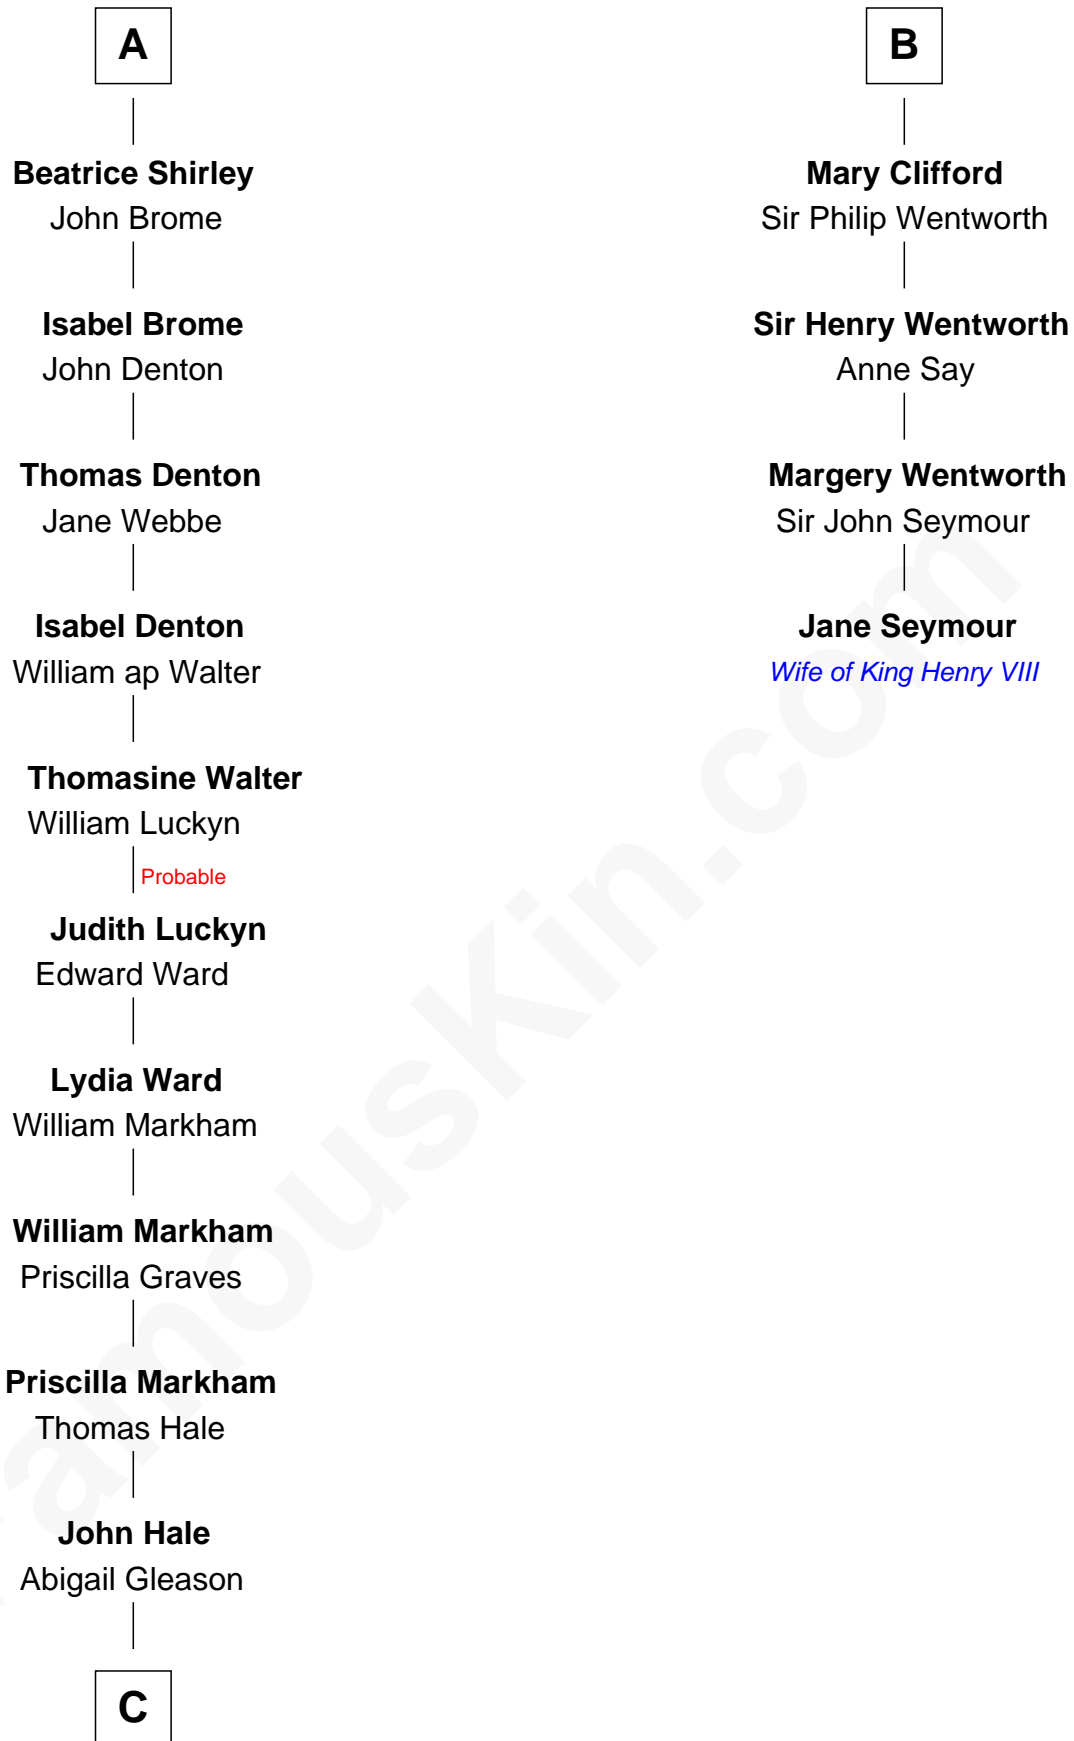 A
Beatrice Shirley
John Brome
Isabel Brome
John Denton
Thomas Denton
Jane Webbe
Isabel Denton
William ap Walter
Thomasine Walter
William Luckyn
Probable
Judith Luckyn
Edward Ward
Lydia Ward
William Markham
William Markham
Priscilla Graves
Priscilla Markham
Thomas Hale
John Hale
Abigail Gleason
C
B
Mary Clifford
Sir Philip Wentworth
Sir Henry Wentworth
Anne Say
Margery Wentworth
Sir John Seymour
Jane Seymour
Wife of King Henry VIII
FamousKin.com